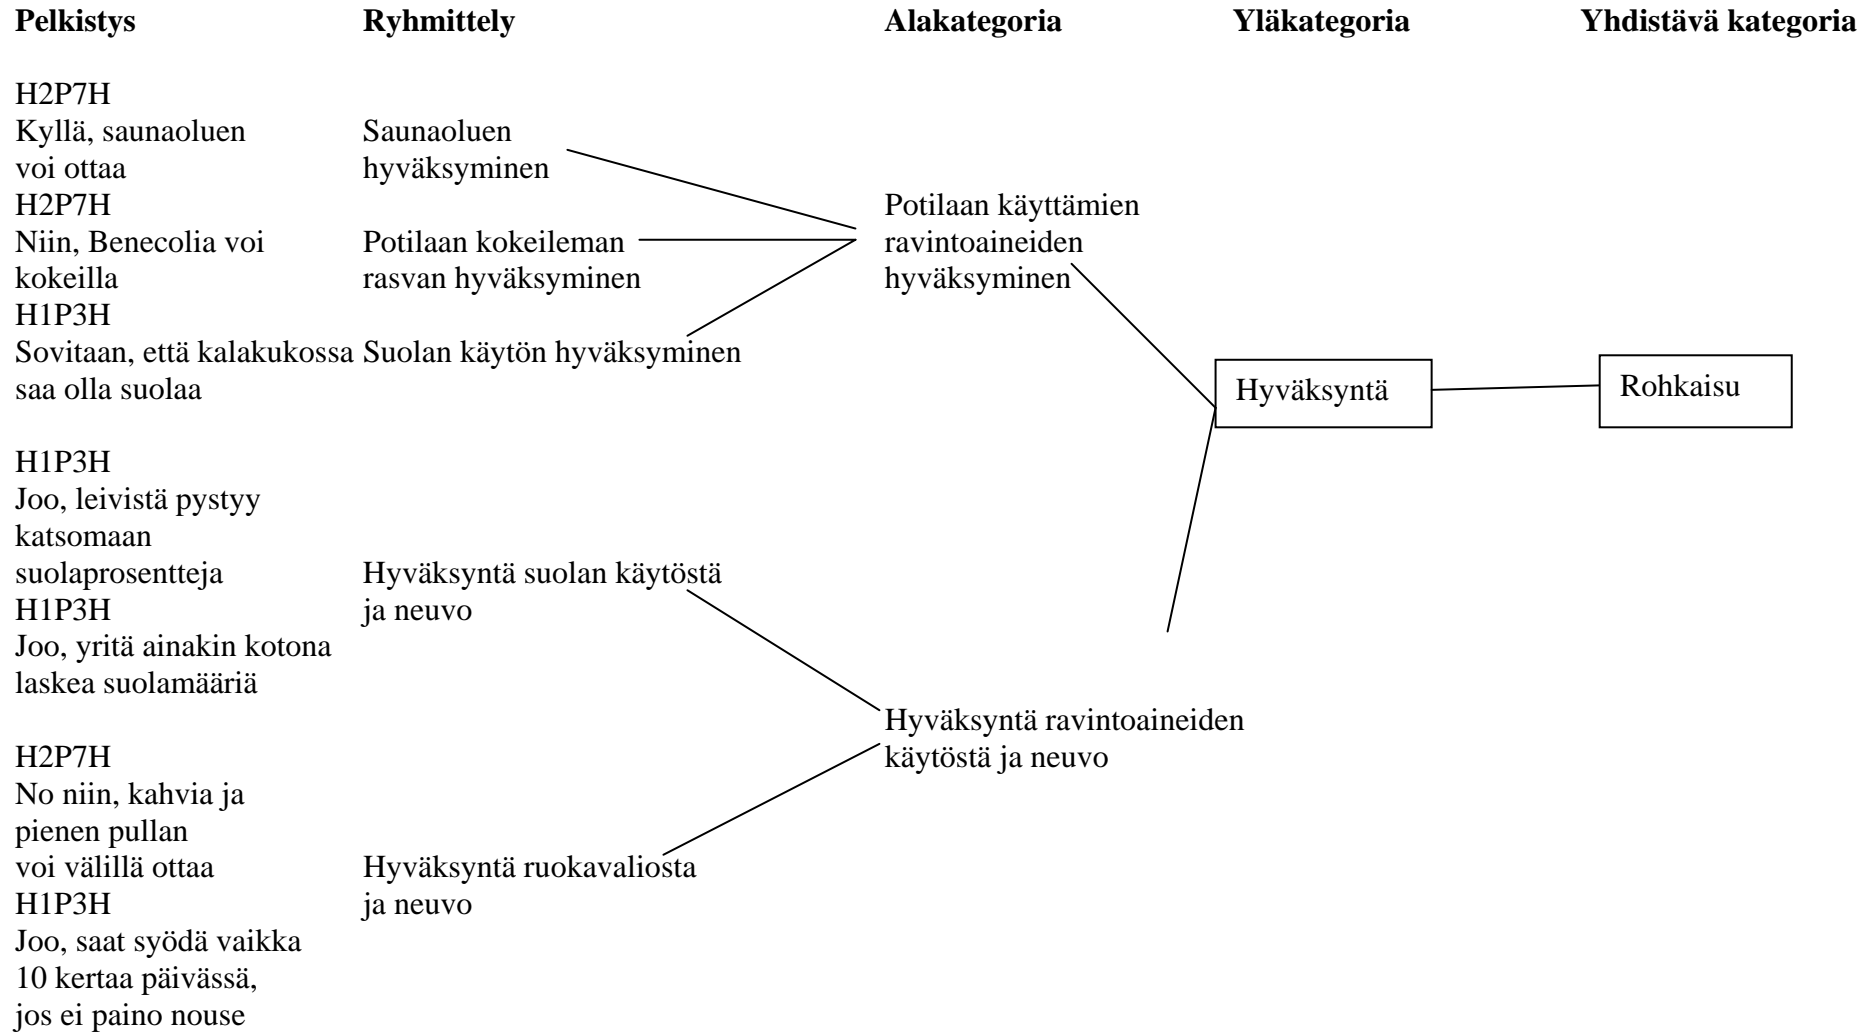 Pelkistys Ryhmittely Alakategoria Yläkategoria Yhdistävä kategoria
H2P7H
Kyllä, saunaoluen Saunaoluen
voi ottaa hyväksyminen
H2P7H Potilaan käyttämien
Niin, Benecolia voi Potilaan kokeileman ravintoaineiden
kokeilla rasvan hyväksyminen hyväksyminen
H1P3H
Sovitaan, että kalakukossa Suolan käytön hyväksyminen
saa olla suolaa Hyväksyntä Rohkaisu
H1P3H
Joo, leivistä pystyy
katsomaan
suolaprosentteja Hyväksyntä suolan käytöstä
H1P3H ja neuvo
Joo, yritä ainakin kotona
laskea suolamääriä
Hyväksyntä ravintoaineiden
H2P7H käytöstä ja neuvo
No niin, kahvia ja
pienen pullan
voi välillä ottaa Hyväksyntä ruokavaliosta
H1P3H ja neuvo
Joo, saat syödä vaikka
10 kertaa päivässä,
jos ei paino nouse